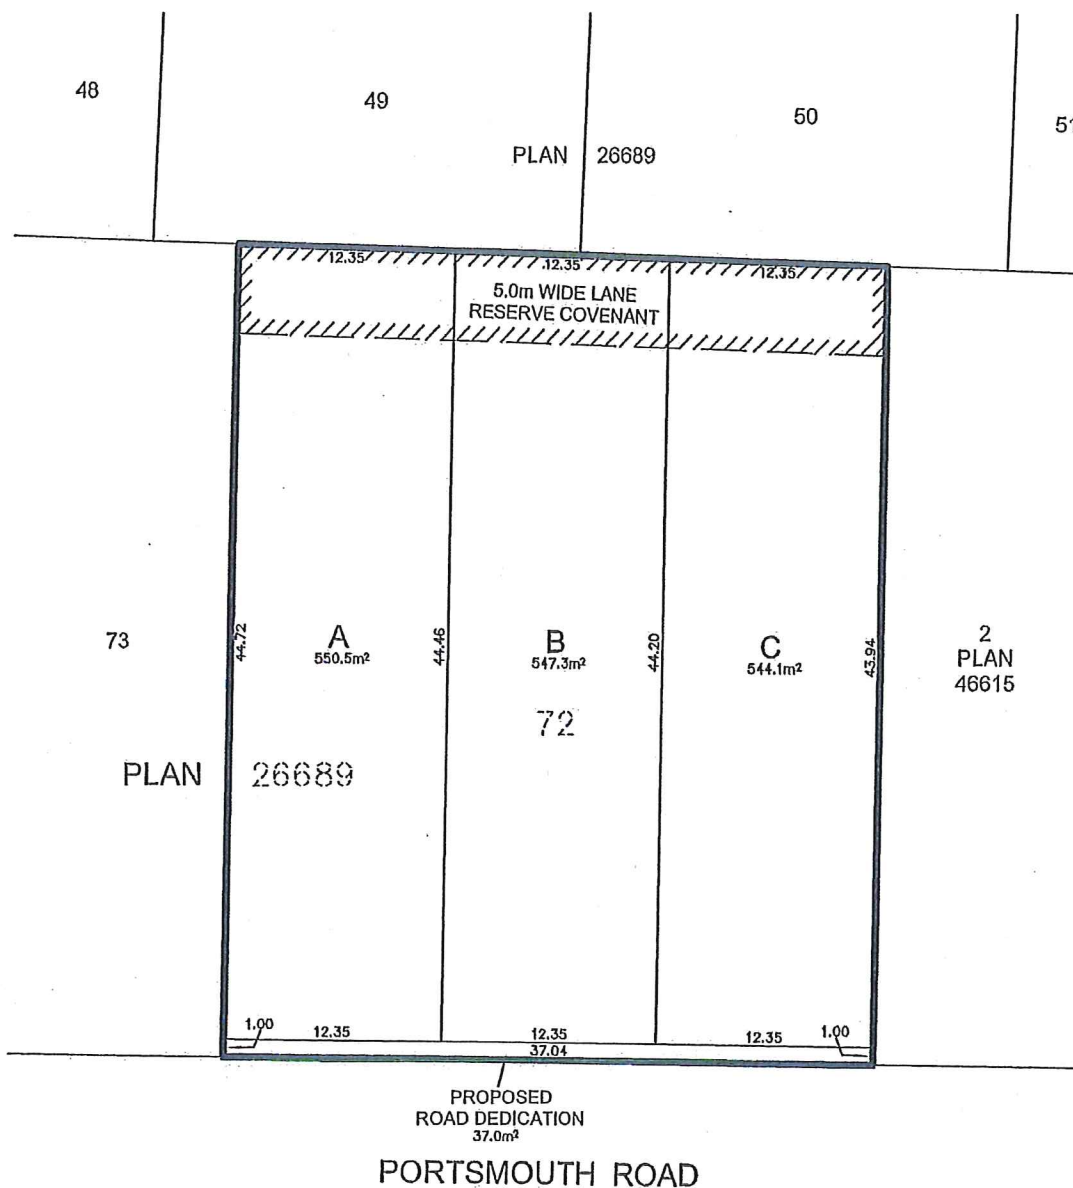 48
49
50
51
PLAN 26689
12.35
12.35
12.35
5.0m WIDE LANE
RESERVE COVENANT
73
44.72
A
550.5m²
44.46
B
547.3m²
44.20
C
544.1m²
43.94
2
PLAN
46615
72
PLAN 26689
1.00
12.35
12.35
12.35
1.00
37.04
PROPOSED
ROAD DEDICATION
37.0m²
PORTSMOUTH ROAD